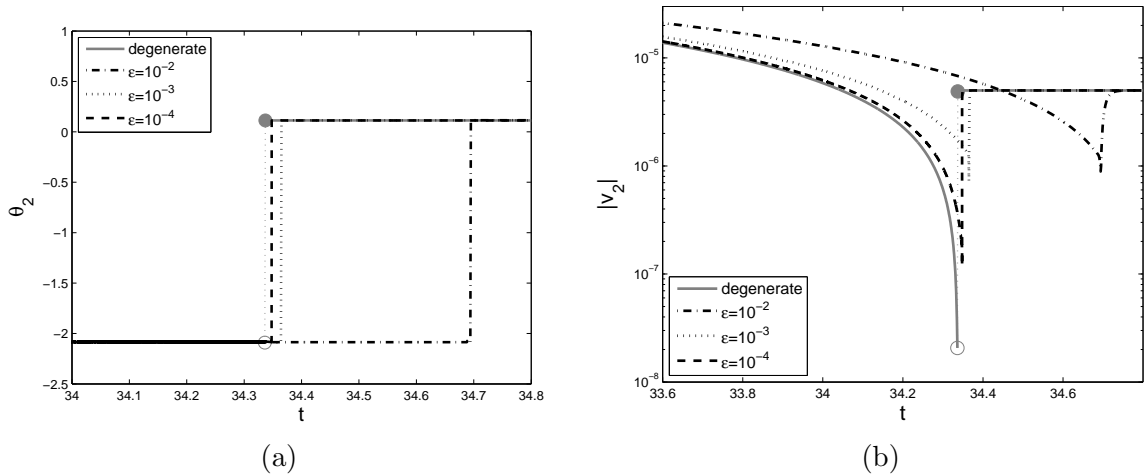 1
0.5
0
−0.5
−1
−1.5
−2
−2.5
θ_2
degenerate
ε=10^−2
ε=10^−3
ε=10^−4
34 34.1 34.2 34.3 34.4 34.5 34.6 34.7 34.8
t
(a)
10^−5
10^−6
10^−7
10^−8
|v_2|
degenerate
ε=10^−2
ε=10^−3
ε=10^−4
33.6 33.8 34 34.2 34.4 34.6
t
(b)